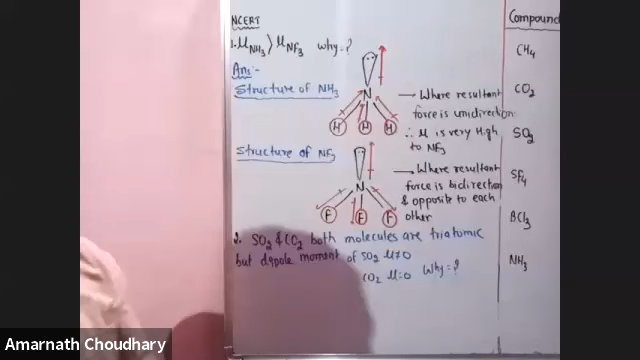 NCERT
1. μNH₃ > μNF₃ why=?
Ans:-
Structure of NH₃
N
H H H
→ Where resultant
force is unidirection
∴ μ is very High
to NF₃
Structure of NF₃
N
F F F
→ Where resultant
force is bidirection
& opposite to each
other
2. SO₂ & CO₂ both molecules are triatomic
but dipole moment of SO₂ μ≠0
CO₂ μ=0 Why=?
Compound
CH₄
CO₂
SO₂
SF₄
BCl₃
NH₃
Amarnath Choudhary